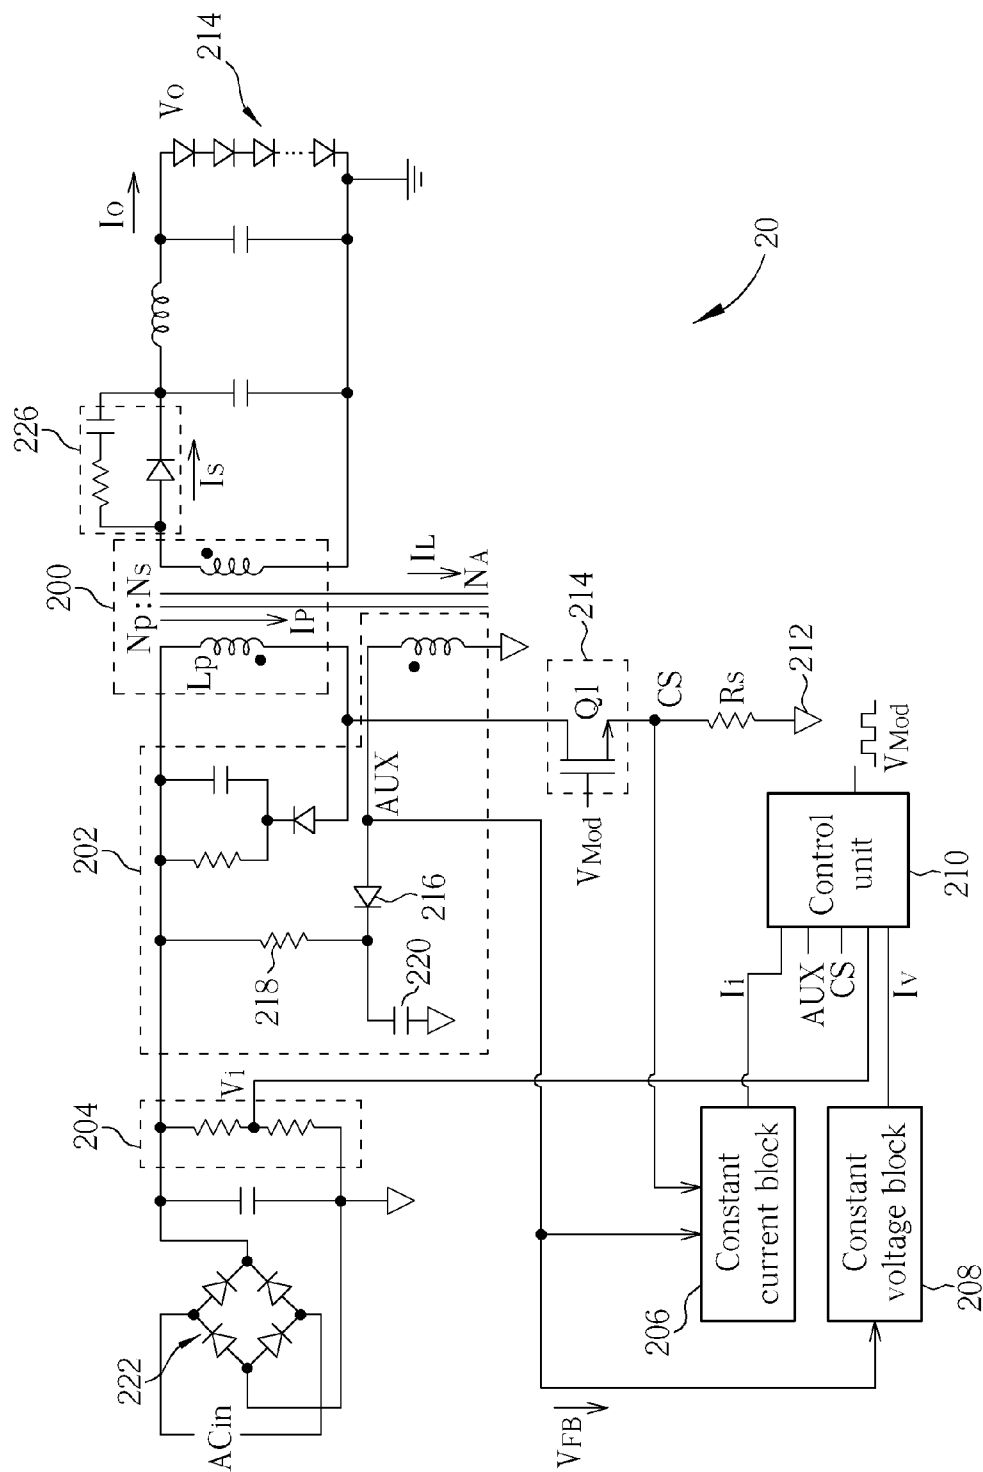 ACin
222
204
Vi
202
218
220
216
AUX
Lp
Np:Ns
IP
200
IL
NA
226
Is
Io
Vo
214
20
VFB
206
Constant
current block
Constant
voltage block
208
Ii
AUX
CS
Iv
Control
unit
210
VMod
VMod
Q1
214
CS
Rs
212